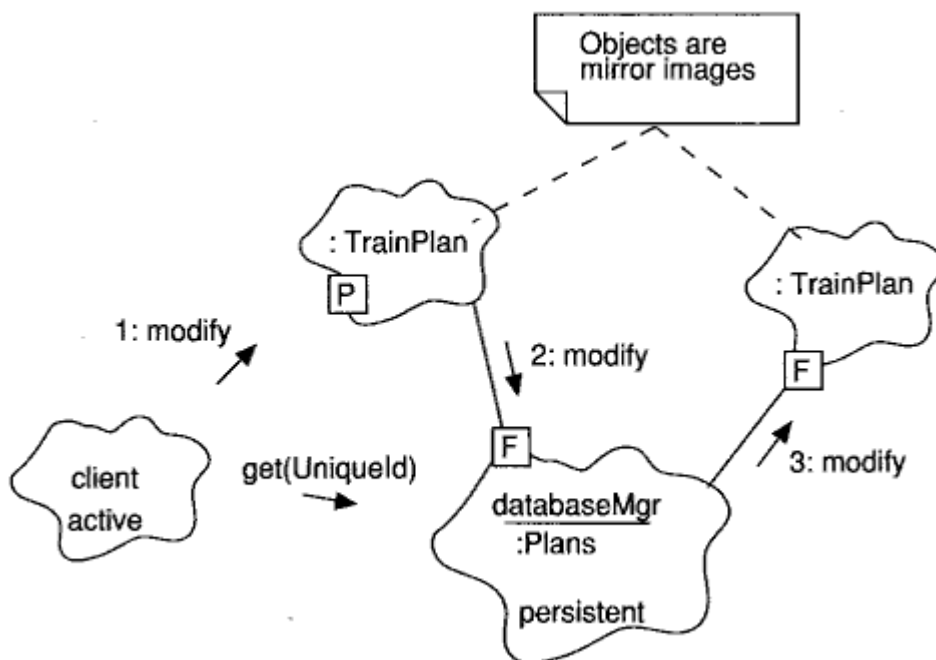 Objects are
mirror images
: TrainPlan
P
: TrainPlan
1: modify
2: modify
F
F
3: modify
client
active
get(UniqueId)
databaseMgr
:Plans
persistent